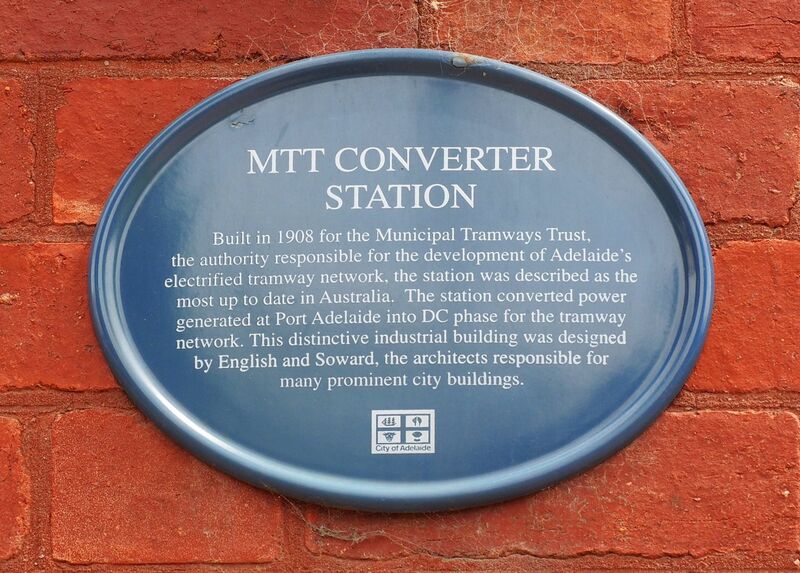 MTT CONVERTER
STATION
Built in 1908 for the Municipal Tramways Trust,
the authority responsible for the development of Adelaide's
electrified tramway network, the station was described as the
most up to date in Australia.  The station converted power
generated at Port Adelaide into DC phase for the tramway
network. This distinctive industrial building was designed
by English and Soward, the architects responsible for
many prominent city buildings.
City of Adelaide